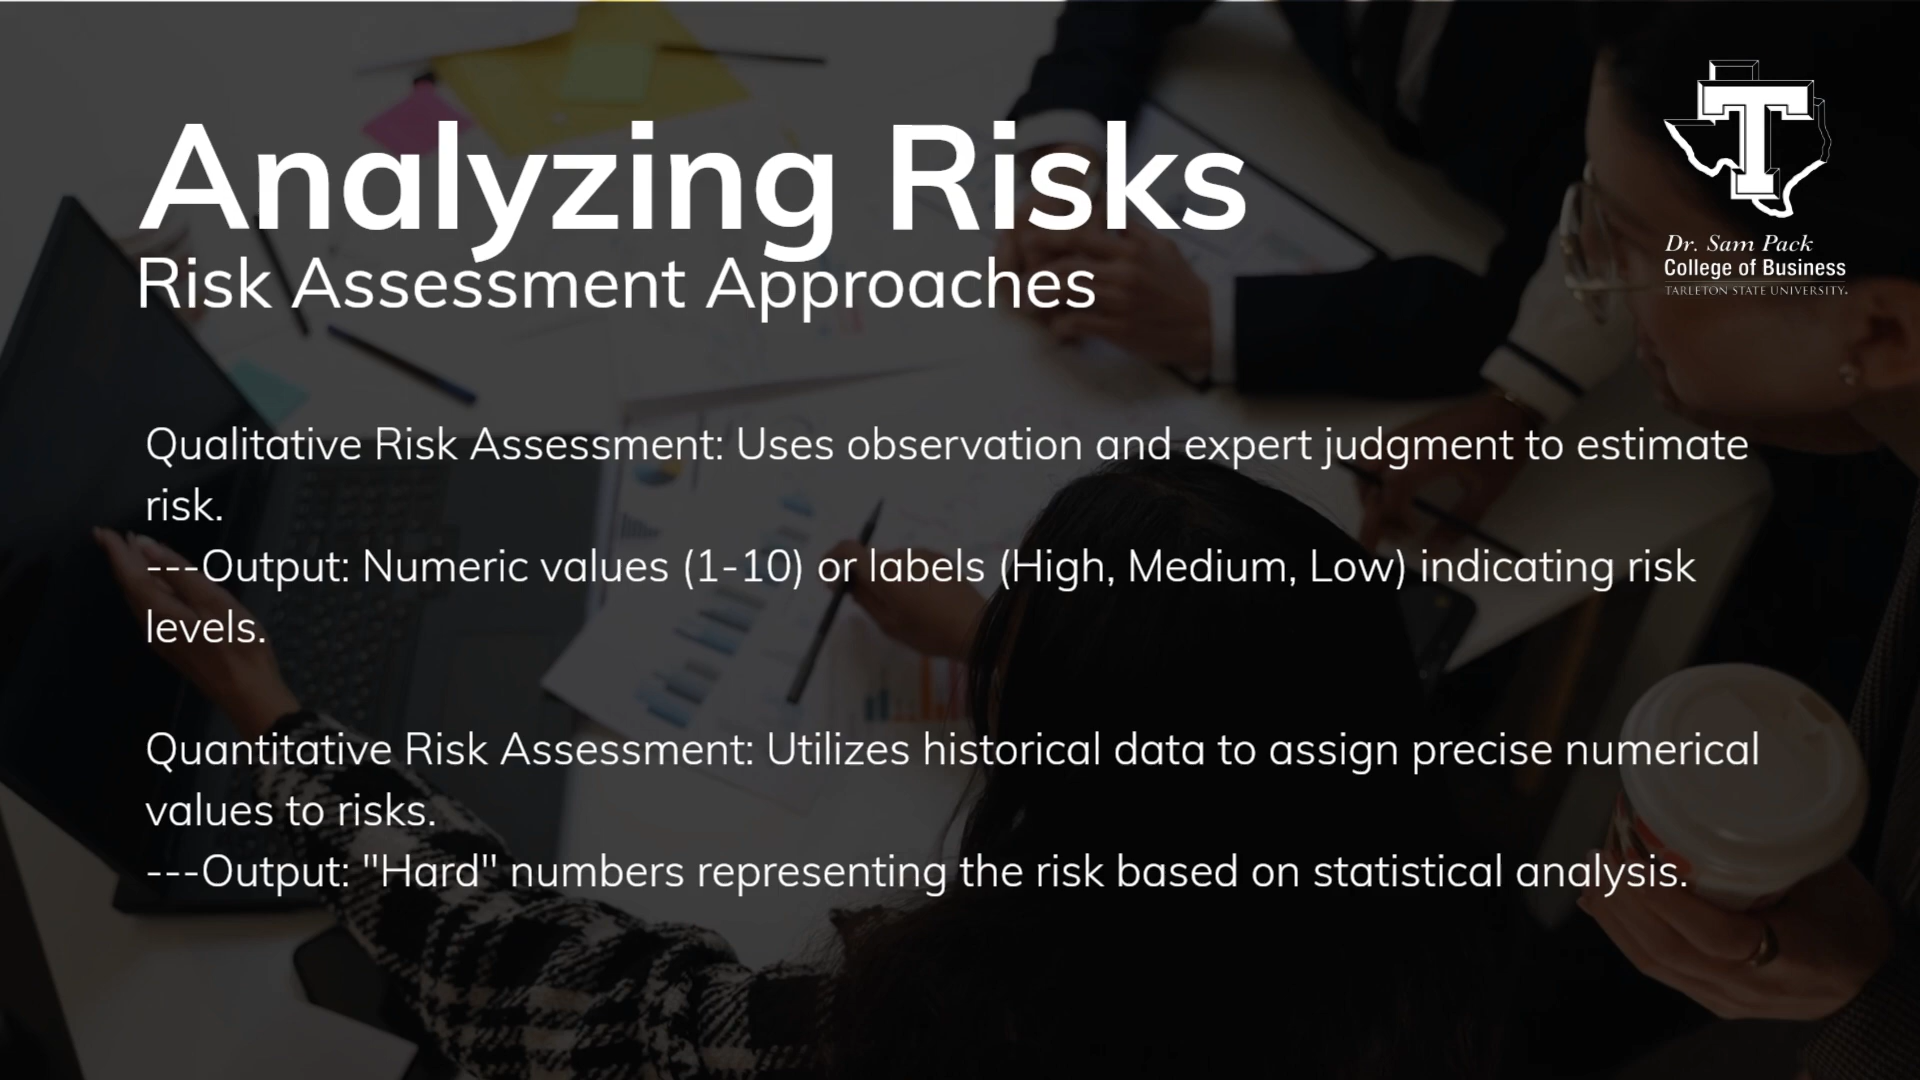 Analyzing Risks
Risk Assessment Approaches
T
Dr. Sam Pack
College of Business
TARLETON STATE UNIVERSITY.
Qualitative Risk Assessment: Uses observation and expert judgment to estimate
risk.
---Output: Numeric values (1-10) or labels (High, Medium, Low) indicating risk
levels.
Quantitative Risk Assessment: Utilizes historical data to assign precise numerical
values to risks.
---Output: "Hard" numbers representing the risk based on statistical analysis.